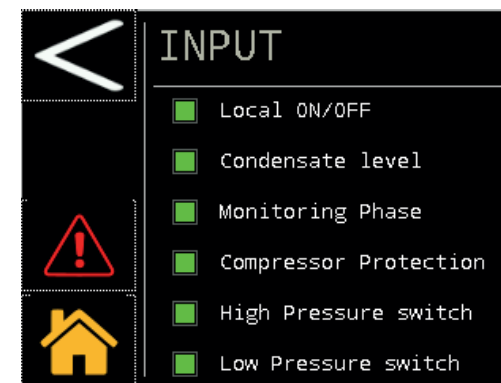 INPUT
Local ON/OFF
Condensate level
Monitoring Phase
Compressor Protection
High Pressure switch
Low Pressure switch